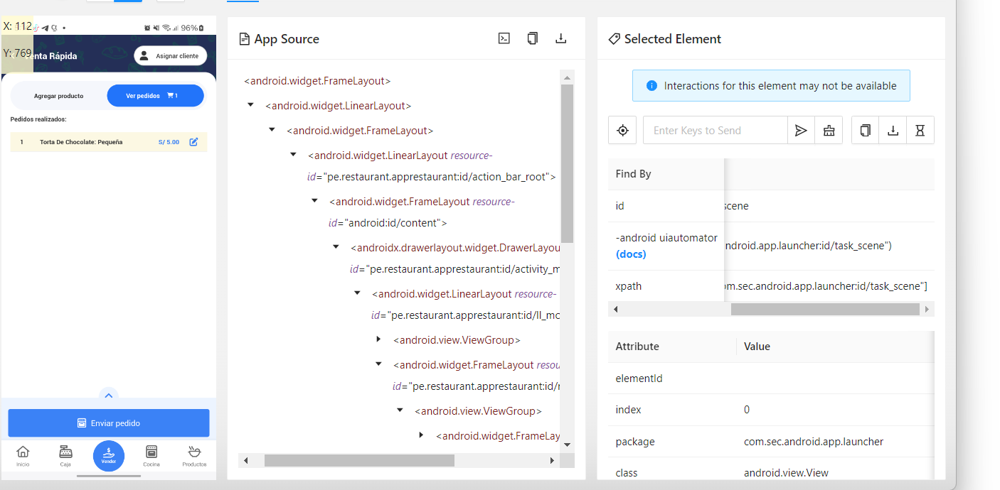 X: 112
96%
Y: 769
enta Rápida
Asignar cliente
Agregar producto
Ver pedidos
1
Pedidos realizados:
1 Torta De Chocolate: Pequeña S/ 5.00
Enviar pedido
$
Inicio
Caja
Vender
Cocina
Productos
App Source
<android.widget.FrameLayout>
<android.widget.LinearLayout>
<android.widget.FrameLayout>
<android.widget.LinearLayout resource-
id="pe.restaurant.apprestaurant:id/action_bar_root">
<android.widget.FrameLayout resource-
id="android:id/content">
<androidx.drawerlayout.widget.DrawerLayou
id="pe.restaurant.apprestaurant:id/activity_m
<android.widget.LinearLayout resource-
id="pe.restaurant.apprestaurant:id/ll_mo
<android.view.ViewGroup>
<android.widget.FrameLayout resou
id="pe.restaurant.apprestaurant:id/r
<android.view.ViewGroup>
<android.widget.FrameLay
Selected Element
Interactions for this element may not be available
Enter Keys to Send
Find By
id
scene
-android uiautomator
(docs)
ndroid.app.launcher:id/task_scene")
xpath
om.sec.android.app.launcher:id/task_scene"]
Attribute Value
elementId
index 0
package com.sec.android.app.launcher
class android.view.View